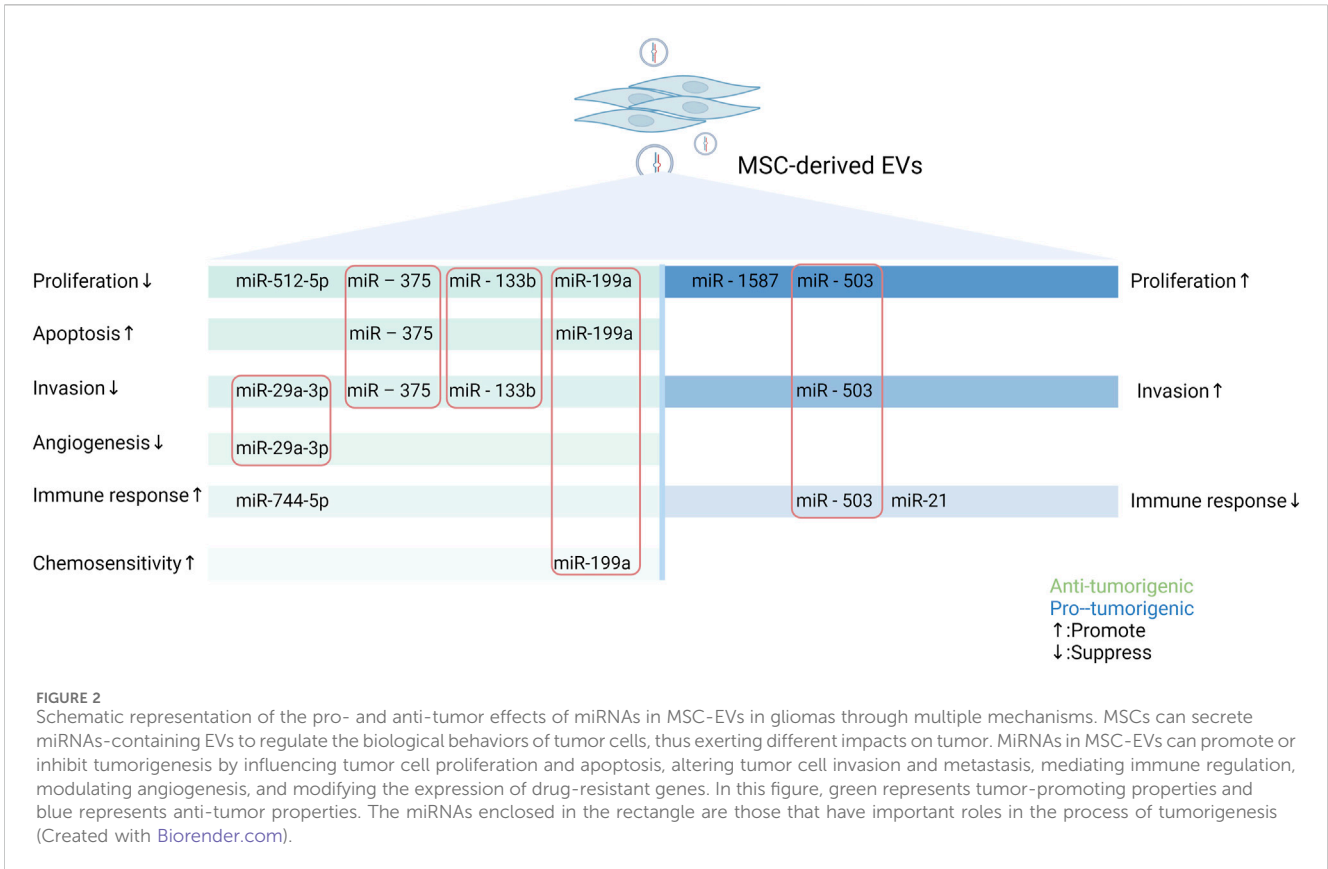 MSC-derived EVs
Proliferation ↓ miR-512-5p miR – 375 miR - 133b miR-199a miR - 1587 miR - 503 Proliferation ↑
Apoptosis ↑ miR – 375 miR-199a
Invasion ↓ miR-29a-3p miR – 375 miR - 133b miR - 503 Invasion ↑
Angiogenesis ↓ miR-29a-3p
Immune response ↑ miR-744-5p miR - 503 miR-21 Immune response ↓
Chemosensitivity ↑ miR-199a
Anti-tumorigenic
Pro--tumorigenic
↑:Promote
↓:Suppress
FIGURE 2
Schematic representation of the pro- and anti-tumor effects of miRNAs in MSC-EVs in gliomas through multiple mechanisms. MSCs can secrete
miRNAs-containing EVs to regulate the biological behaviors of tumor cells, thus exerting different impacts on tumor. MiRNAs in MSC-EVs can promote or
inhibit tumorigenesis by influencing tumor cell proliferation and apoptosis, altering tumor cell invasion and metastasis, mediating immune regulation,
modulating angiogenesis, and modifying the expression of drug-resistant genes. In this figure, green represents tumor-promoting properties and
blue represents anti-tumor properties. The miRNAs enclosed in the rectangle are those that have important roles in the process of tumorigenesis
(Created with Biorender.com).